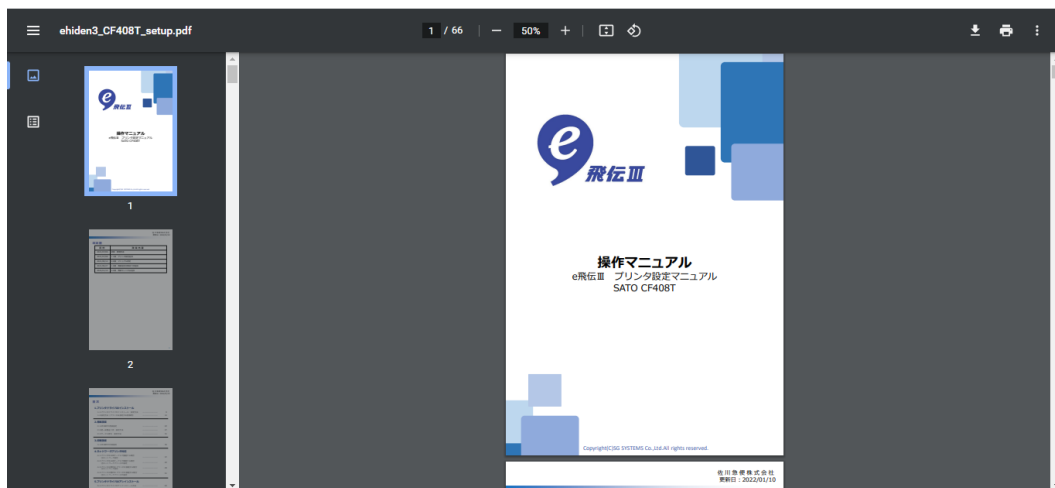 ehiden3_CF408T_setup.pdf
1 / 66
50%
1
2
e
飛伝Ⅲ
操作マニュアル
e飛伝Ⅲ プリンタ設定マニュアル
SATO CF408T
Copyright(C)SG SYSTEMS Co.,Ltd.All rights reserved.
佐川急便株式会社
更新日：2022/01/10